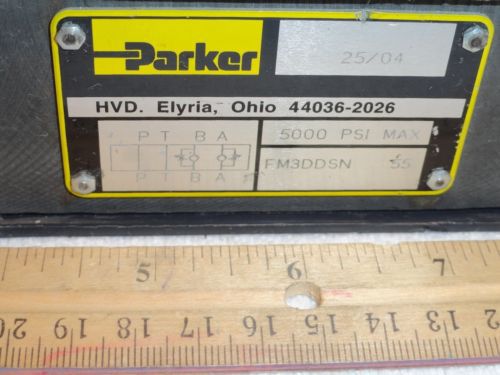 Parker
25/04
HVD. Elyria, Ohio 44036-2026
P T B A
5000 PSI MAX
FM3DDSN 55
P T B A
5 6 7
20 19 18 17 16 15 14 13 12